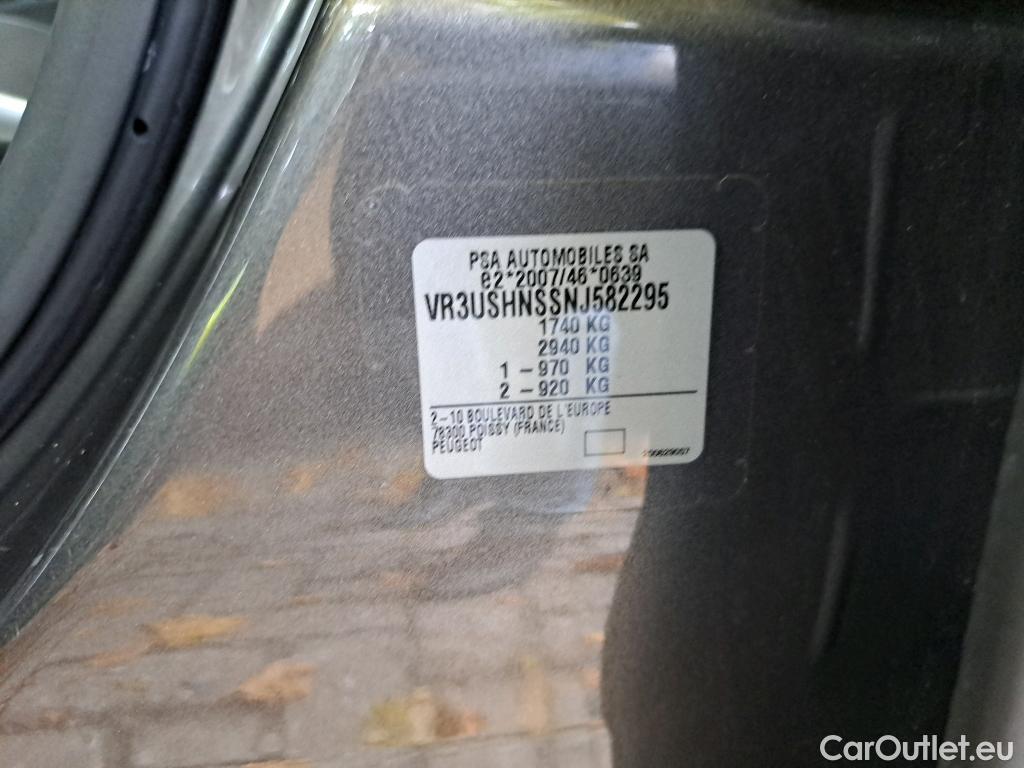 PSA AUTOMOBILES SA
e2*2007/46*0639
VR3USHNSSNJ582295
1740 KG
2940 KG
1 - 970 KG
2 - 920 KG
2-10 BOULEVARD DE L'EUROPE
78300 POISSY (FRANCE)
PEUGEOT
CarOutlet.eu